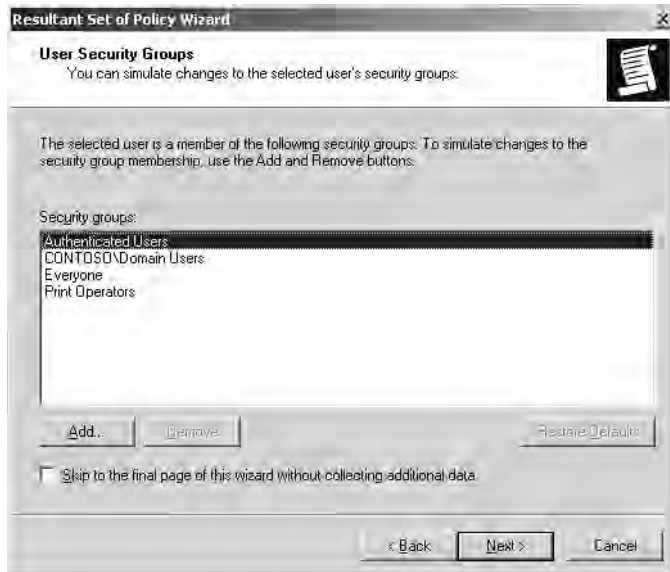 Resultant Set of Policy Wizard
User Security Groups
You can simulate changes to the selected user's security groups.
The selected user is a member of the following security groups. To simulate changes to the
security group membership, use the Add and Remove buttons.
Security groups:
Authenticated Users
CONTOSO\Domain Users
Everyone
Print Operators
Add... Remove Restore Defaults
Skip to the final page of this wizard without collecting additional data
< Back Next > Cancel